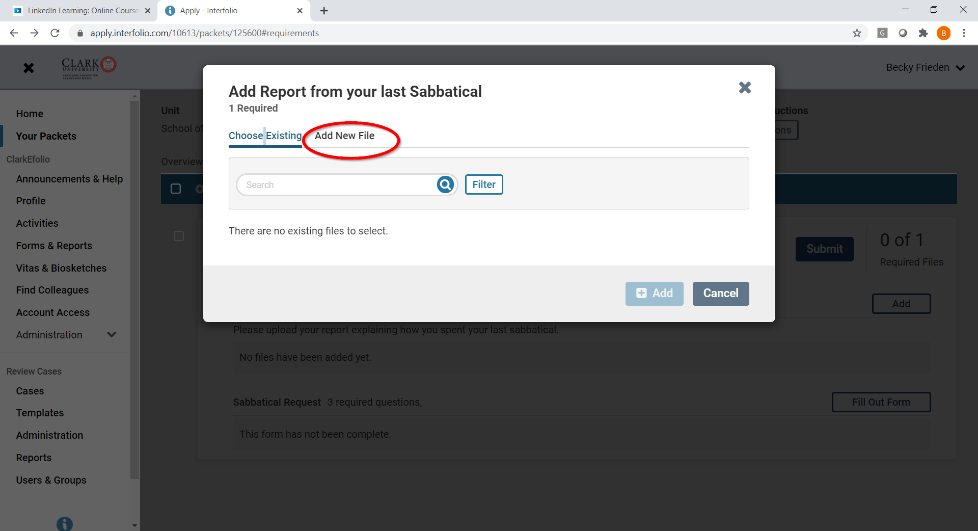 LinkedIn Learning: Online Course
Apply - Interfolio
apply.interfolio.com/10613/packets/125600#requirements
G
B
CLARK
UNIVERSITY
Becky Frieden
Home
Your Packets
ClarkEfolio
Announcements & Help
Profile
Activities
Forms & Reports
Vitas & Biosketches
Find Colleagues
Account Access
Administration
Review Cases
Cases
Templates
Administration
Reports
Users & Groups
Unit
School of
Overview
Add Report from your last Sabbatical
1 Required
Choose Existing
Add New File
Search
Filter
There are no existing files to select.
Add
Cancel
Submit
0 of 1
Required Files
Add
Please upload your report explaining how you spent your last sabbatical.
No files have been added yet.
Sabbatical Request 3 required questions,
Fill Out Form
This form has not been complete.